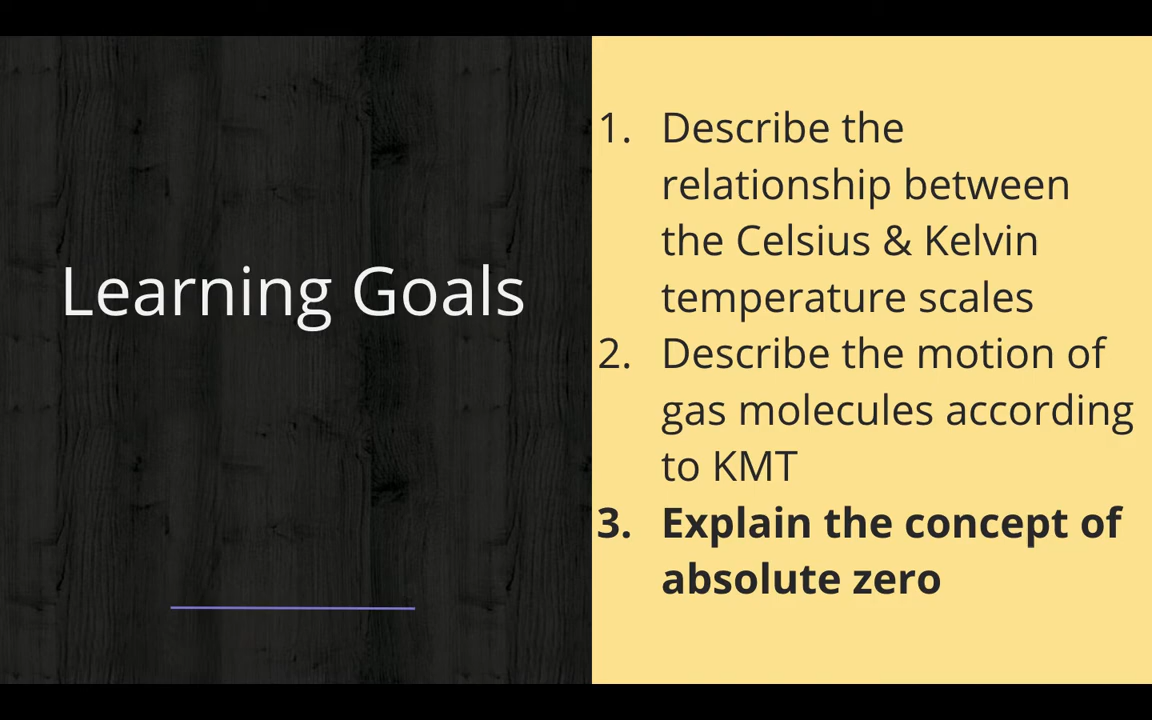 Learning Goals
1. Describe the
relationship between
the Celsius & Kelvin
temperature scales
2. Describe the motion of
gas molecules according
to KMT
3. Explain the concept of
absolute zero